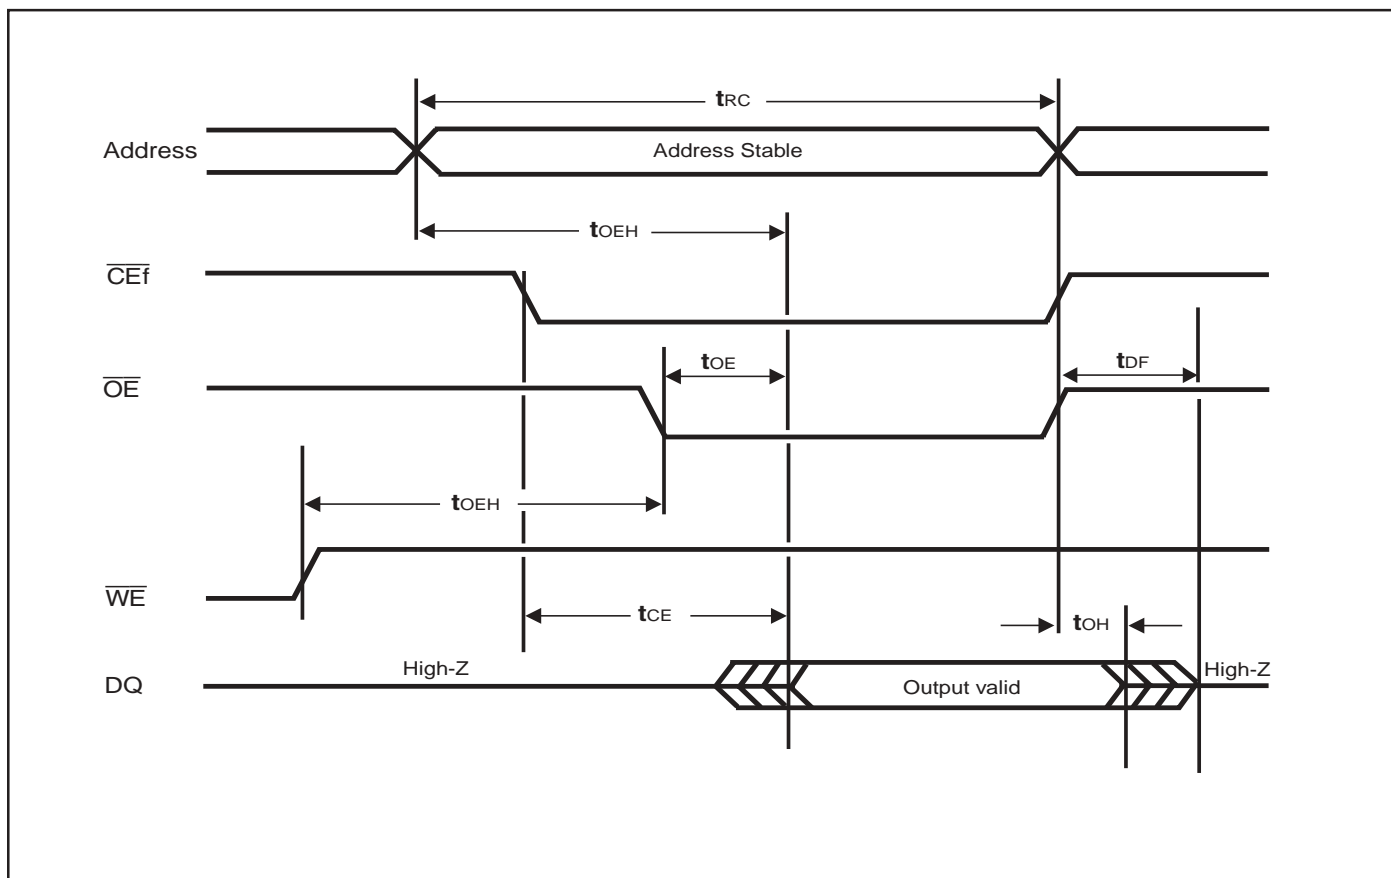 tRC
Address
Address Stable
tOEH
CEf
tOE
tDF
OE
tOEH
WE
tCE
tOH
High-Z
High-Z
DQ
Output valid